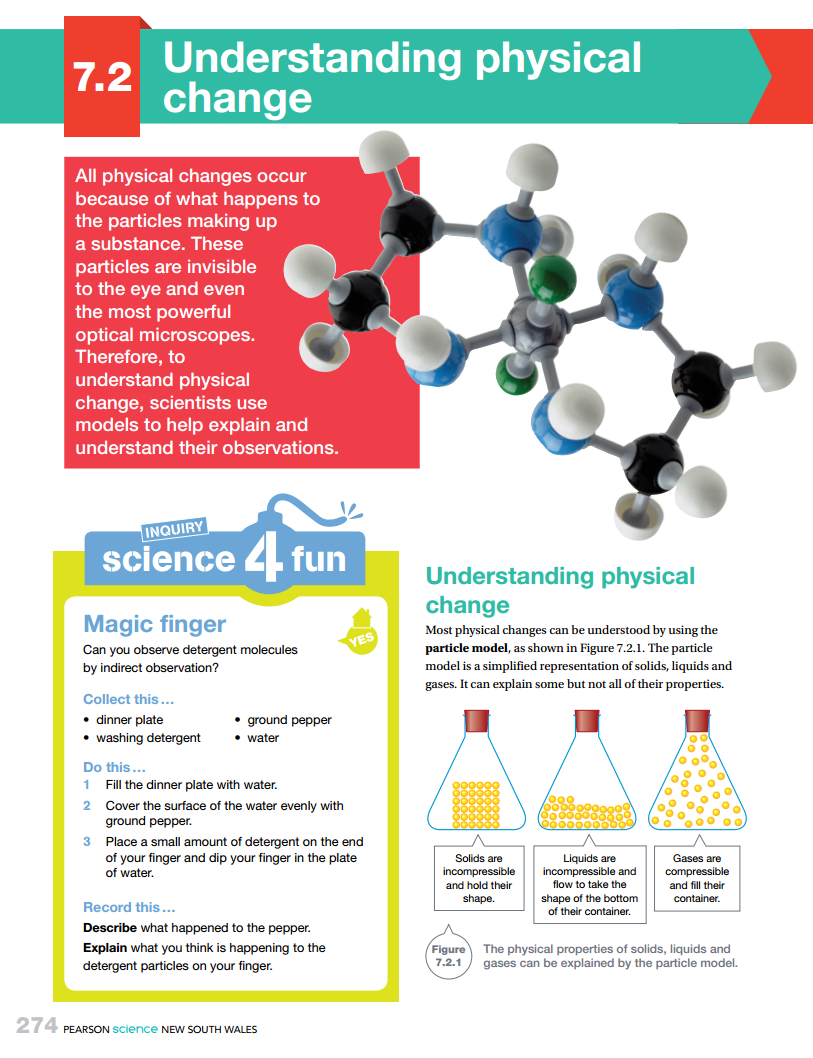 7.2
Understanding physical
change
All physical changes occur
because of what happens to
the particles making up
a substance. These
particles are invisible
to the eye and even
the most powerful
optical microscopes.
Therefore, to
understand physical
change, scientists use
models to help explain and
understand their observations.
INQUIRY
science 4 fun
Magic finger
YES
Can you observe detergent molecules
by indirect observation?
Collect this …
• dinner plate
• washing detergent
• ground pepper
• water
Do this …
1 Fill the dinner plate with water.
2 Cover the surface of the water evenly with
ground pepper.
3 Place a small amount of detergent on the end
of your finger and dip your finger in the plate
of water.
Record this …
Describe what happened to the pepper.
Explain what you think is happening to the
detergent particles on your finger.
Understanding physical
change
Most physical changes can be understood by using the
particle model, as shown in Figure 7.2.1. The particle
model is a simplified representation of solids, liquids and
gases. It can explain some but not all of their properties.
Solids are
incompressible
and hold their
shape.
Liquids are
incompressible and
flow to take the
shape of the bottom
of their container.
Gases are
compressible
and fill their
container.
Figure
7.2.1
The physical properties of solids, liquids and
gases can be explained by the particle model.
274 PEARSON science NEW SOUTH WALES